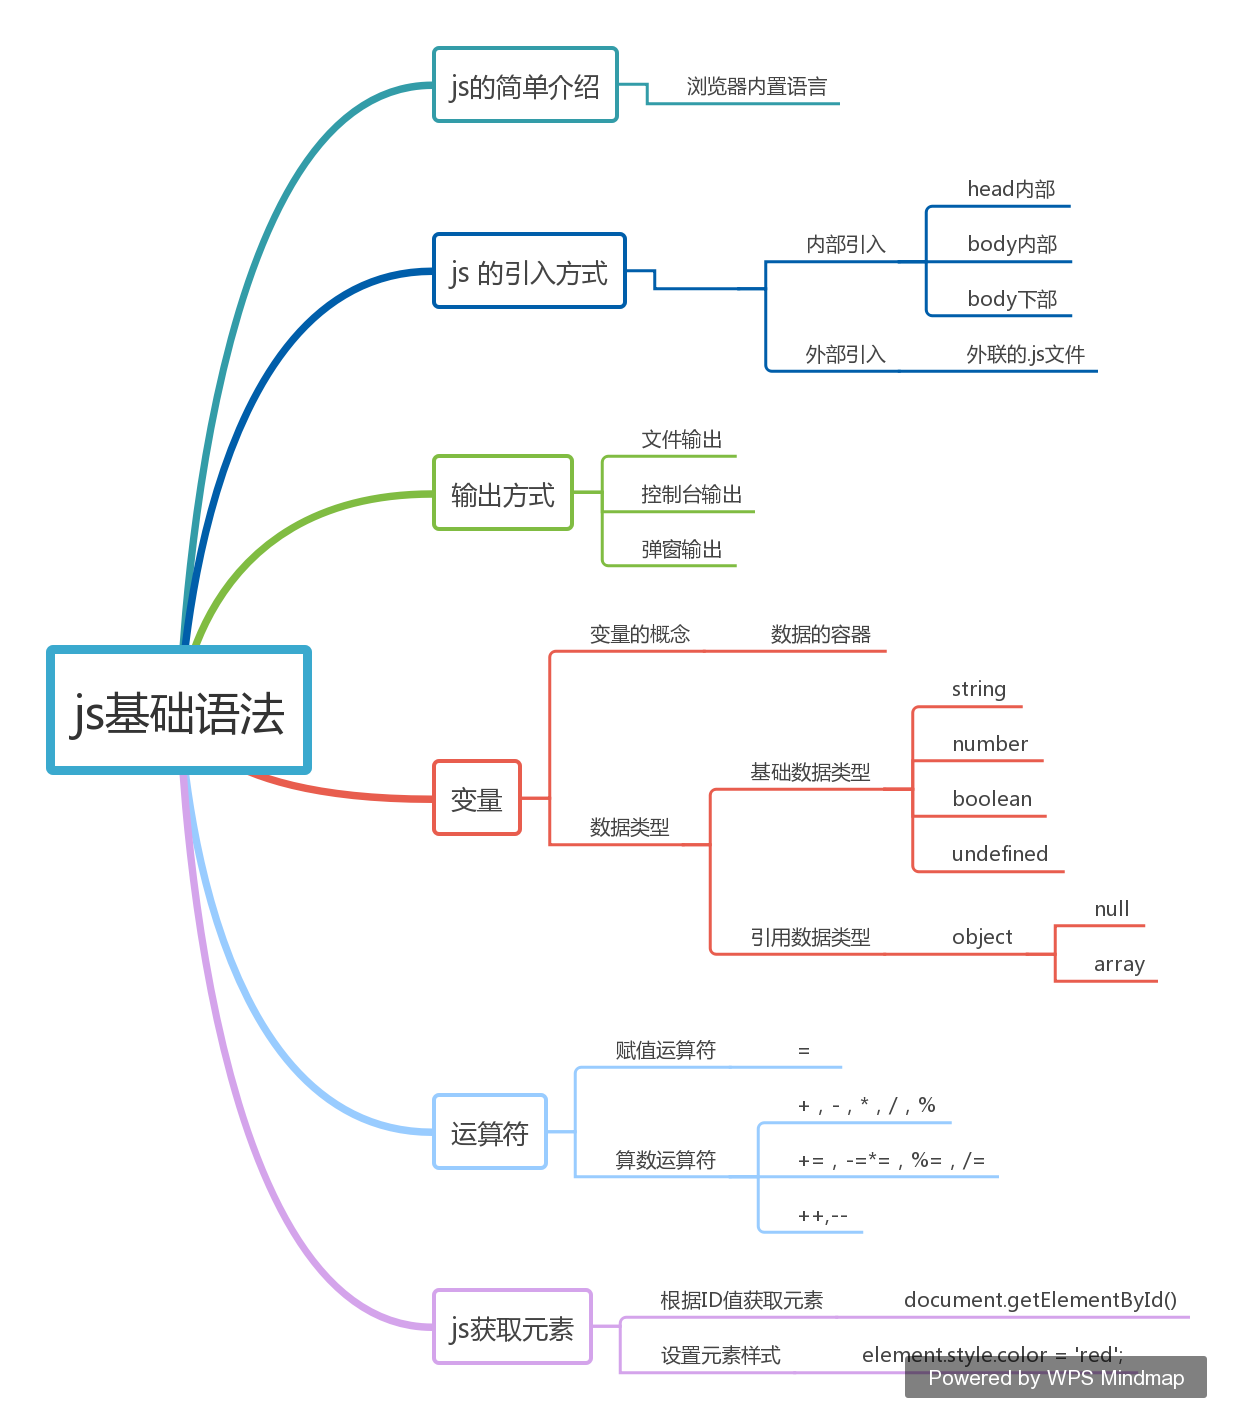 js基础语法
js的简单介绍
浏览器内置语言
js 的引入方式
内部引入
head内部
body内部
body下部
外部引入
外联的.js文件
输出方式
文件输出
控制台输出
弹窗输出
变量
变量的概念
数据的容器
数据类型
基础数据类型
string
number
boolean
undefined
引用数据类型
object
null
array
运算符
赋值运算符
=
算数运算符
+ , - , * , / , %
+= , -=*= , %= , /=
++,--
js获取元素
根据ID值获取元素
document.getElementById()
设置元素样式
element.style.color = 'red';
Powered by WPS Mindmap